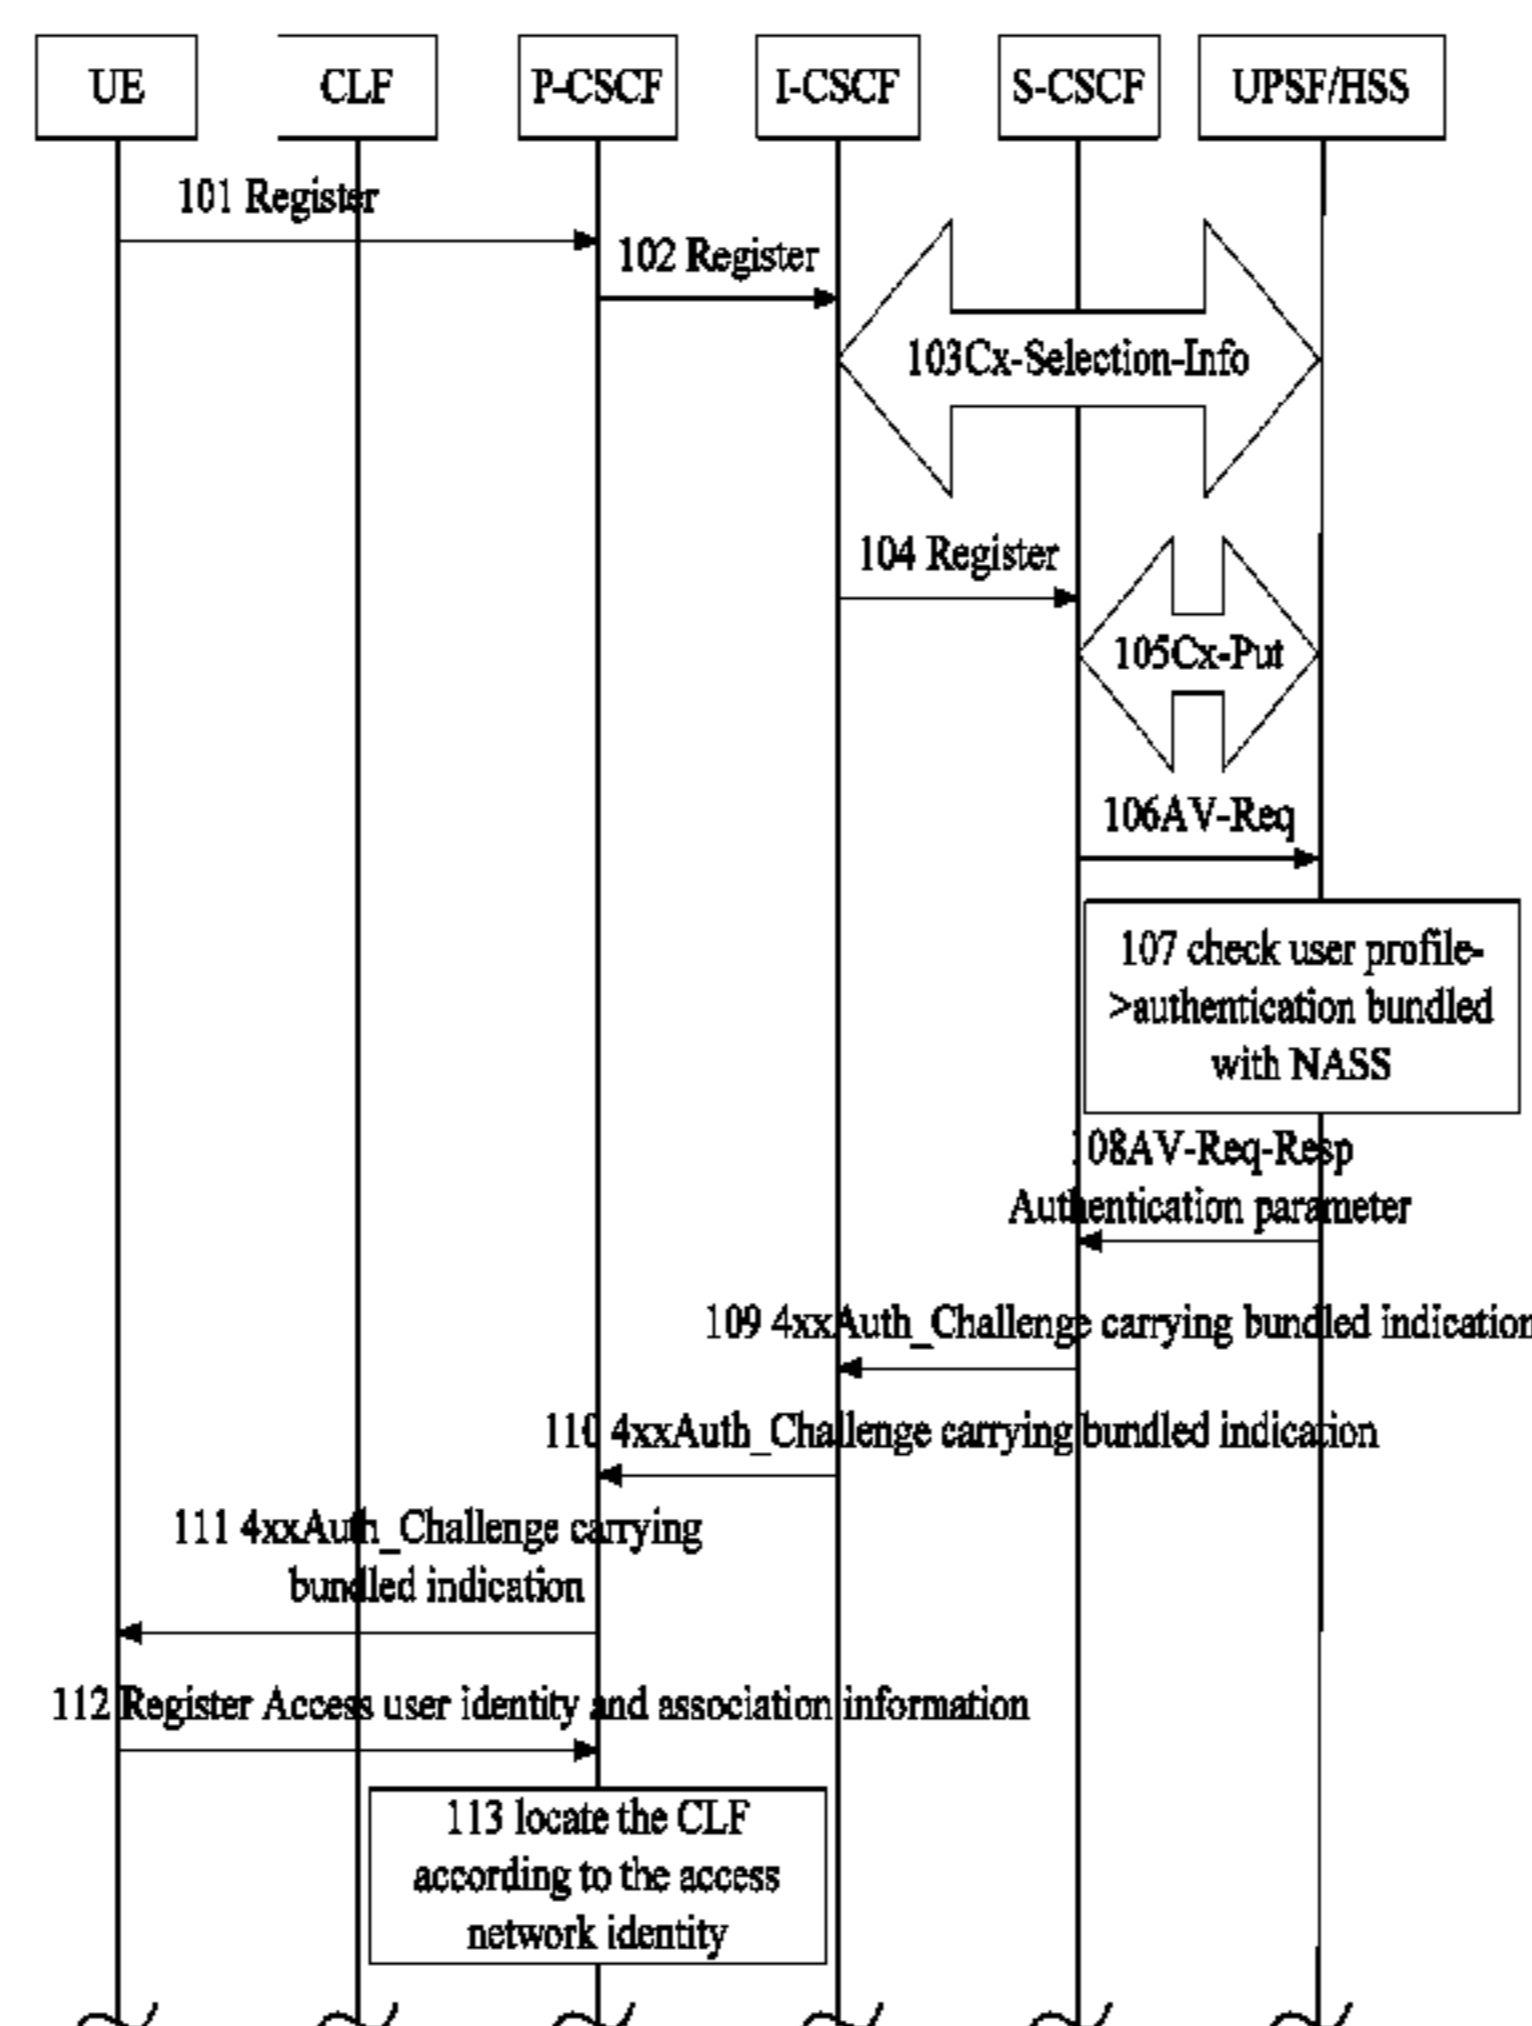 UE
CLF
P-CSCF
I-CSCF
S-CSCF
UPSF/HSS
101 Register
102 Register
103Cx-Selection-Info
104 Register
105Cx-Put
106AV-Req
107 check user profile-
>authentication bundled
with NASS
108AV-Req-Resp
Authentication parameter
109 4xxAuth_Challenge carrying bundled indication
110 4xxAuth_Challenge carrying bundled indication
111 4xxAuth_Challenge carrying
bundled indication
112 Register Access user identity and association information
113 locate the CLF
according to the access
network identity